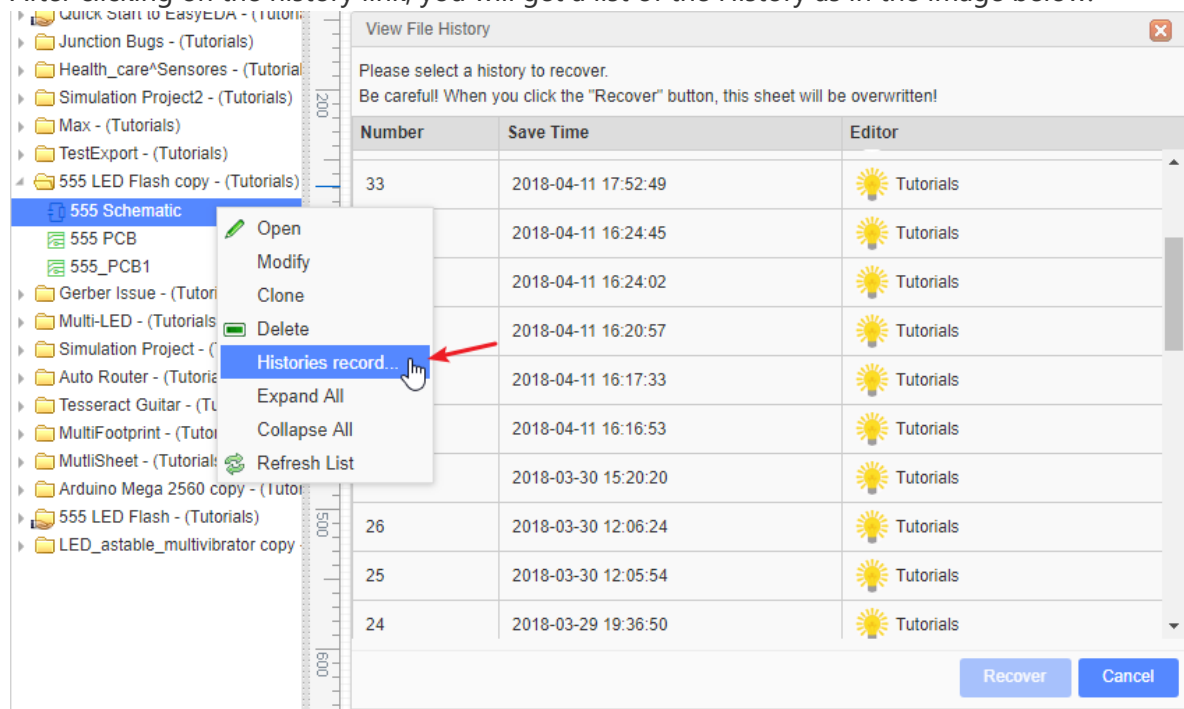 After clicking on the history link, you will get a list of the History as in the image below.
Quick Start to EasyEDA - (Tutoria
Junction Bugs - (Tutorials)
Health_care^Sensores - (Tutorial
Simulation Project2 - (Tutorials)
Max - (Tutorials)
TestExport - (Tutorials)
555 LED Flash copy - (Tutorials)
555 Schematic
555 PCB
555_PCB1
Gerber Issue - (Tutori
Multi-LED - (Tutorials
Simulation Project - (
Auto Router - (Tutoria
Tesseract Guitar - (Tu
MultiFootprint - (Tutor
MutliSheet - (Tutorials
Arduino Mega 2560 copy - (Tutor
555 LED Flash - (Tutorials)
LED_astable_multivibrator copy -
Open
Modify
Clone
Delete
Histories record...
Expand All
Collapse All
Refresh List
200
500
600
View File History
Please select a history to recover.
Be careful! When you click the "Recover" button, this sheet will be overwritten!
Number Save Time Editor
33 2018-04-11 17:52:49 Tutorials
2018-04-11 16:24:45 Tutorials
2018-04-11 16:24:02 Tutorials
2018-04-11 16:20:57 Tutorials
2018-04-11 16:17:33 Tutorials
2018-04-11 16:16:53 Tutorials
2018-03-30 15:20:20 Tutorials
26 2018-03-30 12:06:24 Tutorials
25 2018-03-30 12:05:54 Tutorials
24 2018-03-29 19:36:50 Tutorials
Recover Cancel